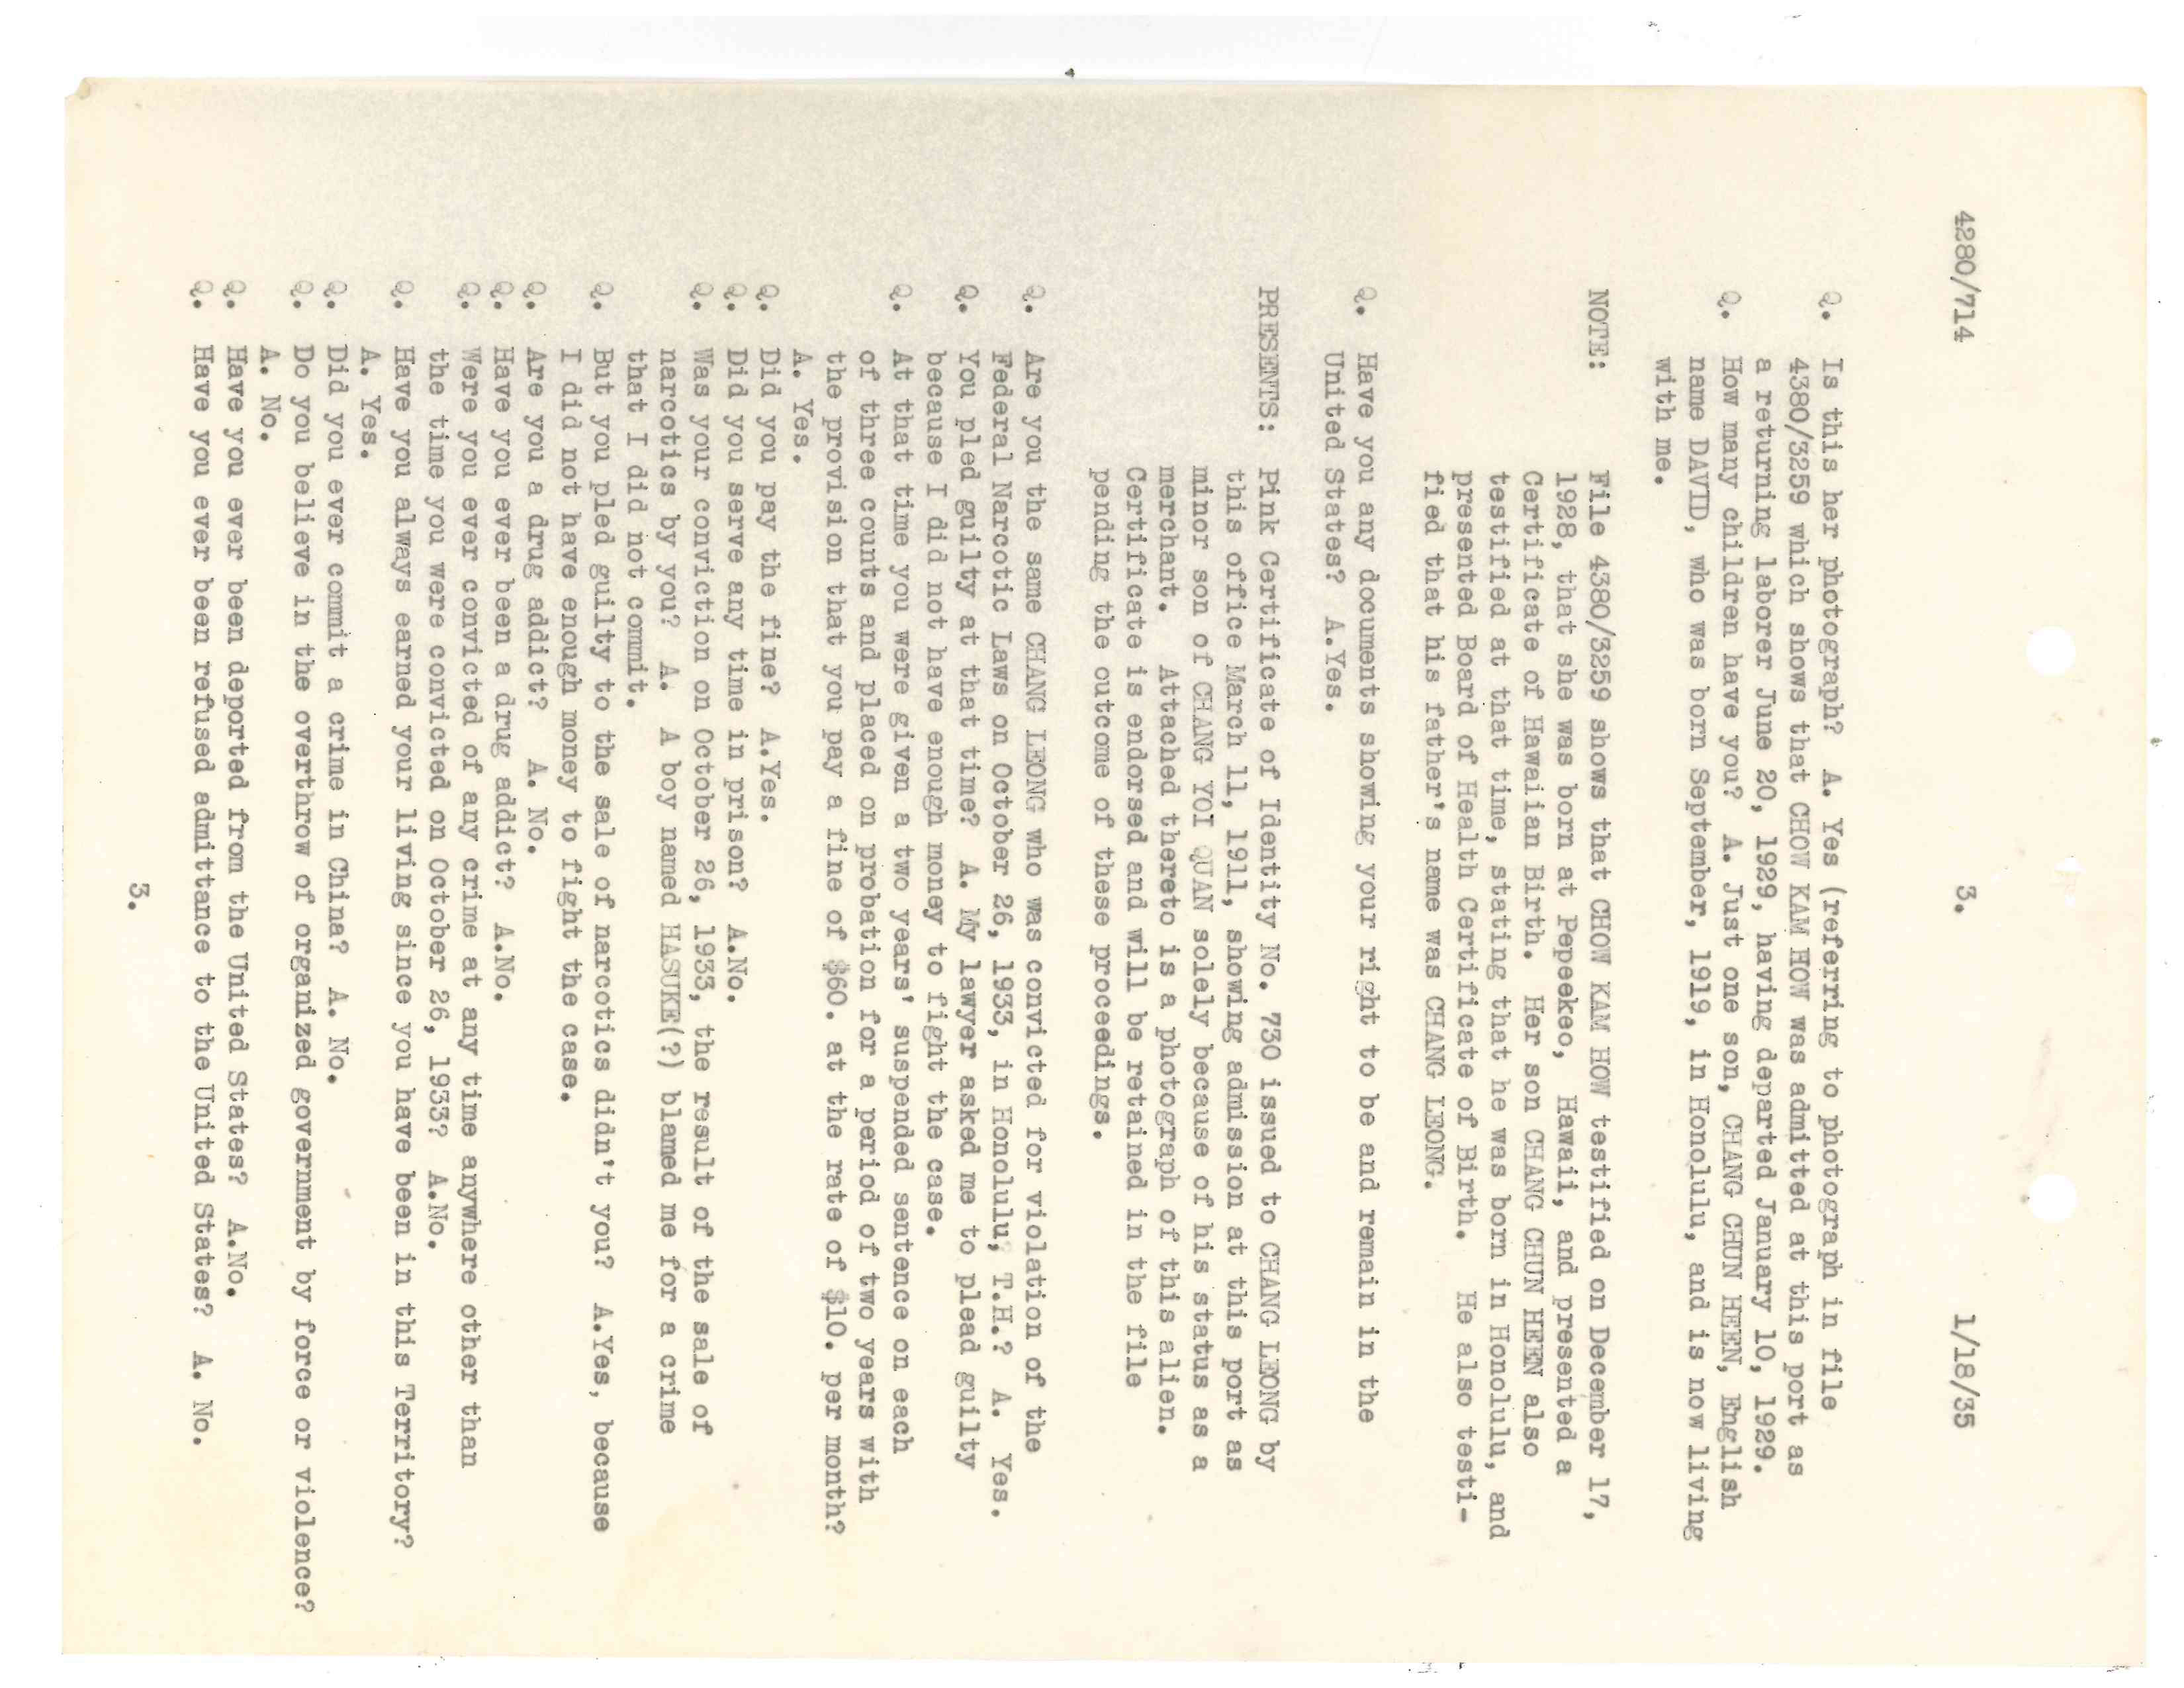 4280/714 3. 1/18/35
Q. Is this her photograph? A. Yes (referring to photograph in file
4380/3259 which shows that CHOW KAM HOW was admitted at this port as
a returning laborer June 20, 1929, having departed January 10, 1929.
Q. How many children have you? A. Just one son, CHANG CHUN HEEN, English
name DAVID, who was born September, 1919, in Honolulu, and is now living
with me.
NOTE: File 4380/3259 shows that CHOW KAM HOW testified on December 17,
1928, that she was born at Pepeekeo, Hawaii, and presented a
Certificate of Hawaiian Birth. Her son CHANG CHUN HEEN also
testified at that time, stating that he was born in Honolulu, and
presented Board of Health Certificate of Birth. He also testi-
fied that his father's name was CHANG LEONG.
Q. Have you any documents showing your right to be and remain in the
United States? A.Yes.
PRESENTS: Pink Certificate of Identity No. 730 issued to CHANG LEONG by
this office March 11, 1911, showing admission at this port as
minor son of CHANG YOI QUAN solely because of his status as a
merchant. Attached thereto is a photograph of this alien.
Certificate is endorsed and will be retained in the file
pending the outcome of these proceedings.
Q. Are you the same CHANG LEONG who was convicted for violation of the
Federal Narcotic Laws on October 26, 1933, in Honolulu, T.H.? A. Yes.
Q. You pled guilty at that time? A. My lawyer asked me to plead guilty
because I did not have enough money to fight the case.
Q. At that time you were given a two years' suspended sentence on each
of three counts and placed on probation for a period of two years with
the provision that you pay a fine of $60. at the rate of $10. per month?
A. Yes.
Q. Did you pay the fine? A.Yes.
Q. Did you serve any time in prison? A.No.
Q. Was your conviction on October 26, 1933, the result of the sale of
narcotics by you? A. A boy named HASUKE(?) blamed me for a crime
that I did not commit.
Q. But you pled guilty to the sale of narcotics didn't you? A.Yes, because
I did not have enough money to fight the case.
Q. Are you a drug addict? A. No.
Q. Have you ever been a drug addict? A.No.
Q. Were you ever convicted of any crime at any time anywhere other than
the time you were convicted on October 26, 1933? A.No.
Q. Have you always earned your living since you have been in this Territory?
A. Yes.
Q. Did you ever commit a crime in China? A. No.
Q. Do you believe in the overthrow of organized government by force or violence?
A. No.
Q. Have you ever been deported from the United States? A.No.
Q. Have you ever been refused admittance to the United States? A. No.
3.